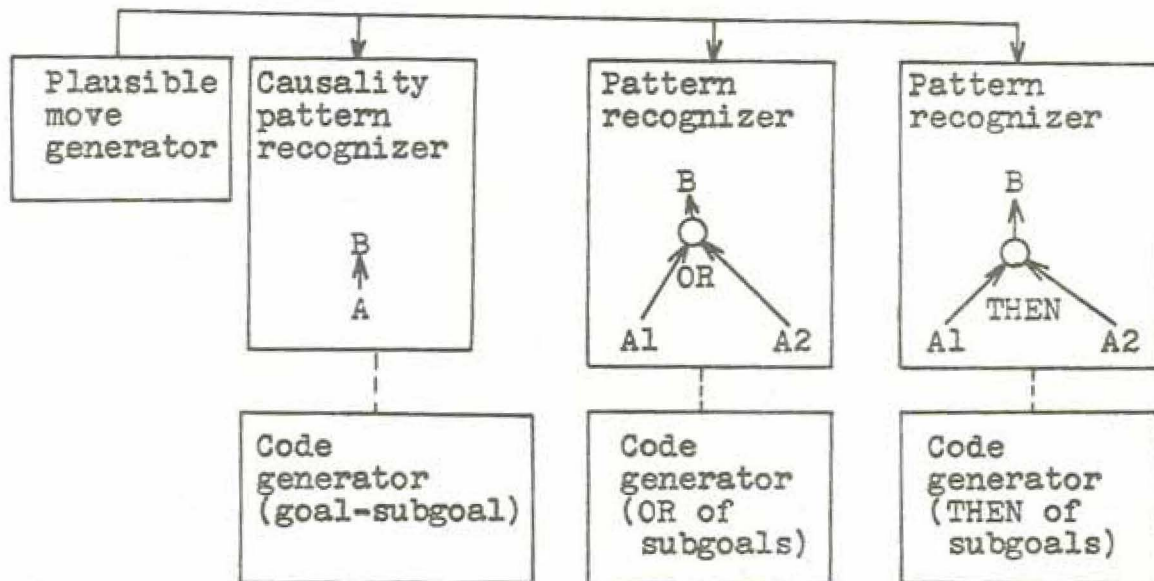 Plausible
move
generator
Causality
pattern
recognizer
B
A
Pattern
recognizer
B
OR
A1
A2
Pattern
recognizer
B
THEN
A1
A2
Code
generator
(goal-subgoal)
Code
generator
(OR of
subgoals)
Code
generator
(THEN of
subgoals)